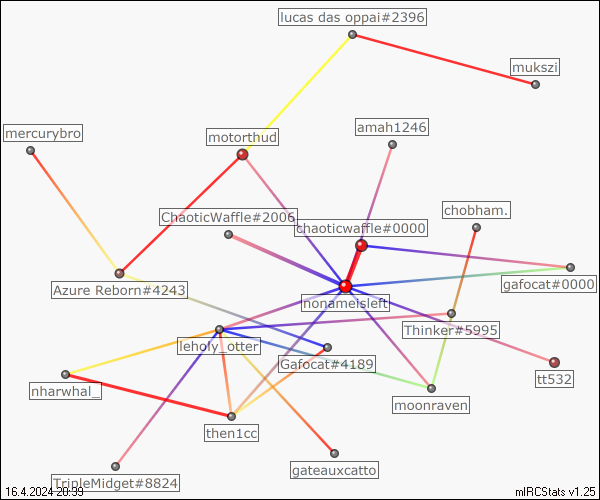 lucas das oppai#2396
mukszi
mercurybro
motorthud
amah1246
ChaoticWaffle#2006
chaoticwaffle#0000
chobham.
Azure Reborn#4243
nonameisleft
gafocat#0000
Thinker#5995
leholy_otter
Gafocat#4189
tt532
nharwhal_
moonraven
then1cc
gateauxcatto
TripleMidget#8824
16.4.2024 20:39
mIRCStats v1.25